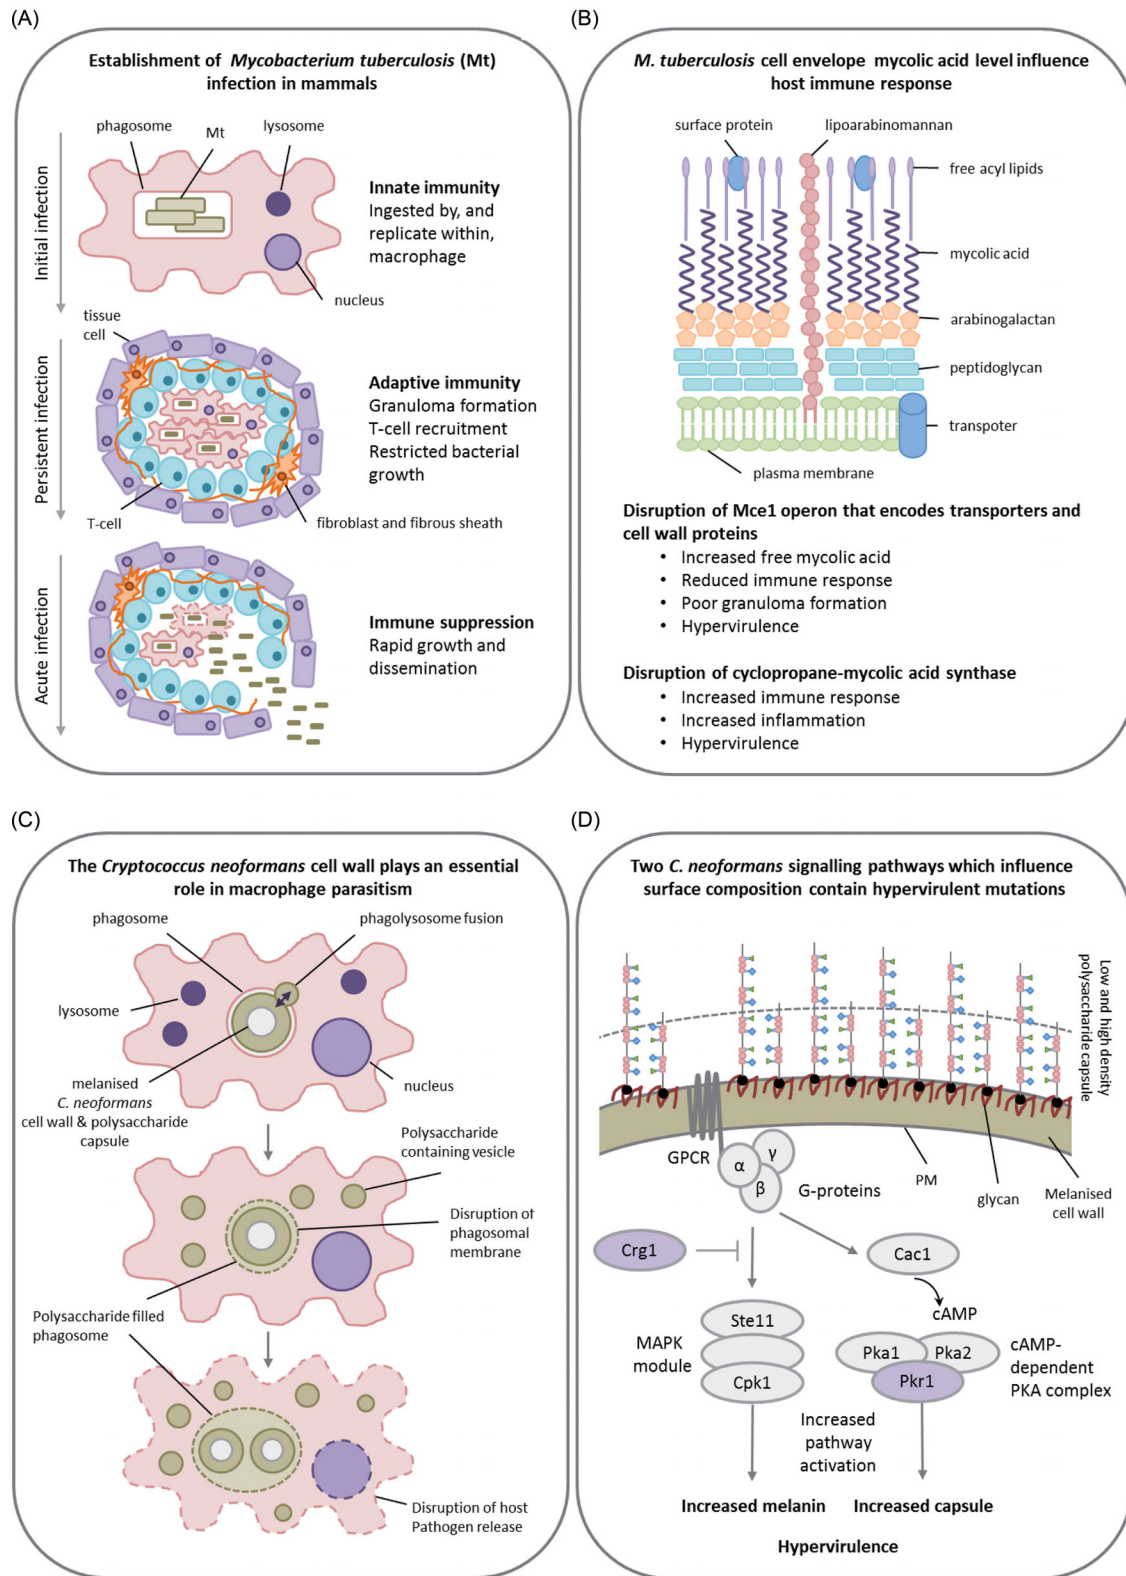 (A)
Establishment of Mycobacterium tuberculosis (Mt)
infection in mammals
phagosome
Mt
lysosome
Initial infection
Innate immunity
Ingested by, and
replicate within,
macrophage
nucleus
tissue
cell
Persistent infection
Adaptive immunity
Granuloma formation
T-cell recruitment
Restricted bacterial
growth
T-cell
fibroblast and fibrous sheath
Acute infection
Immune suppression
Rapid growth and
dissemination
(B)
M. tuberculosis cell envelope mycolic acid level influence
host immune response
surface protein
lipoarabinomannan
free acyl lipids
mycolic acid
arabinogalactan
peptidoglycan
transpoter
plasma membrane
Disruption of Mce1 operon that encodes transporters and
cell wall proteins
• Increased free mycolic acid
• Reduced immune response
• Poor granuloma formation
• Hypervirulence
Disruption of cyclopropane-mycolic acid synthase
• Increased immune response
• Increased inflammation
• Hypervirulence
(C)
The Cryptococcus neoformans cell wall plays an essential
role in macrophage parasitism
phagosome
phagolysosome fusion
lysosome
melanised
C. neoformans
cell wall & polysaccharide
capsule
nucleus
Polysaccharide
containing vesicle
Disruption of
phagosomal
membrane
Polysaccharide filled
phagosome
Disruption of host
Pathogen release
(D)
Two C. neoformans signalling pathways which influence
surface composition contain hypervirulent mutations
Low and high density
polysaccharide capsule
GPCR
α
γ
β
G-proteins
PM
glycan
Melanised
cell wall
Crg1
Cac1
cAMP
Ste11
MAPK
module
Cpk1
Pka1
Pka2
Pkr1
cAMP-
dependent
PKA complex
Increased
pathway
activation
Increased melanin
Increased capsule
Hypervirulence